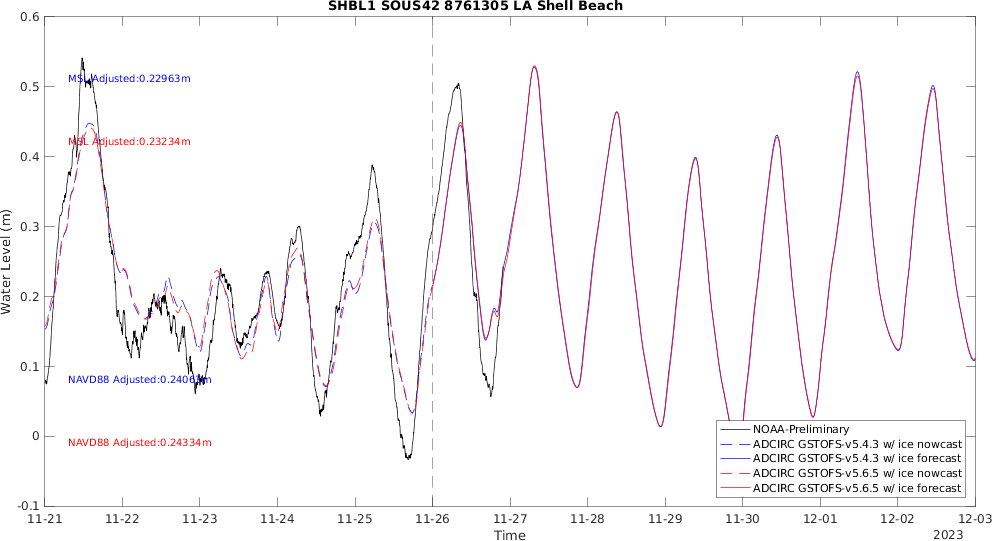 SHBL1 SOUS42 8761305 LA Shell Beach
0.6
0.5
0.4
0.3
0.2
0.1
0
-0.1
Water Level (m)
MSL Adjusted:0.22963m
MSL Adjusted:0.23234m
NAVD88 Adjusted:0.24061m
NAVD88 Adjusted:0.24334m
NOAA-Preliminary
ADCIRC GSTOFS-v5.4.3 w/ ice nowcast
ADCIRC GSTOFS-v5.4.3 w/ ice forecast
ADCIRC GSTOFS-v5.6.5 w/ ice nowcast
ADCIRC GSTOFS-v5.6.5 w/ ice forecast
11-21 11-22 11-23 11-24 11-25 11-26 11-27 11-28 11-29 11-30 12-01 12-02 12-03
Time
2023